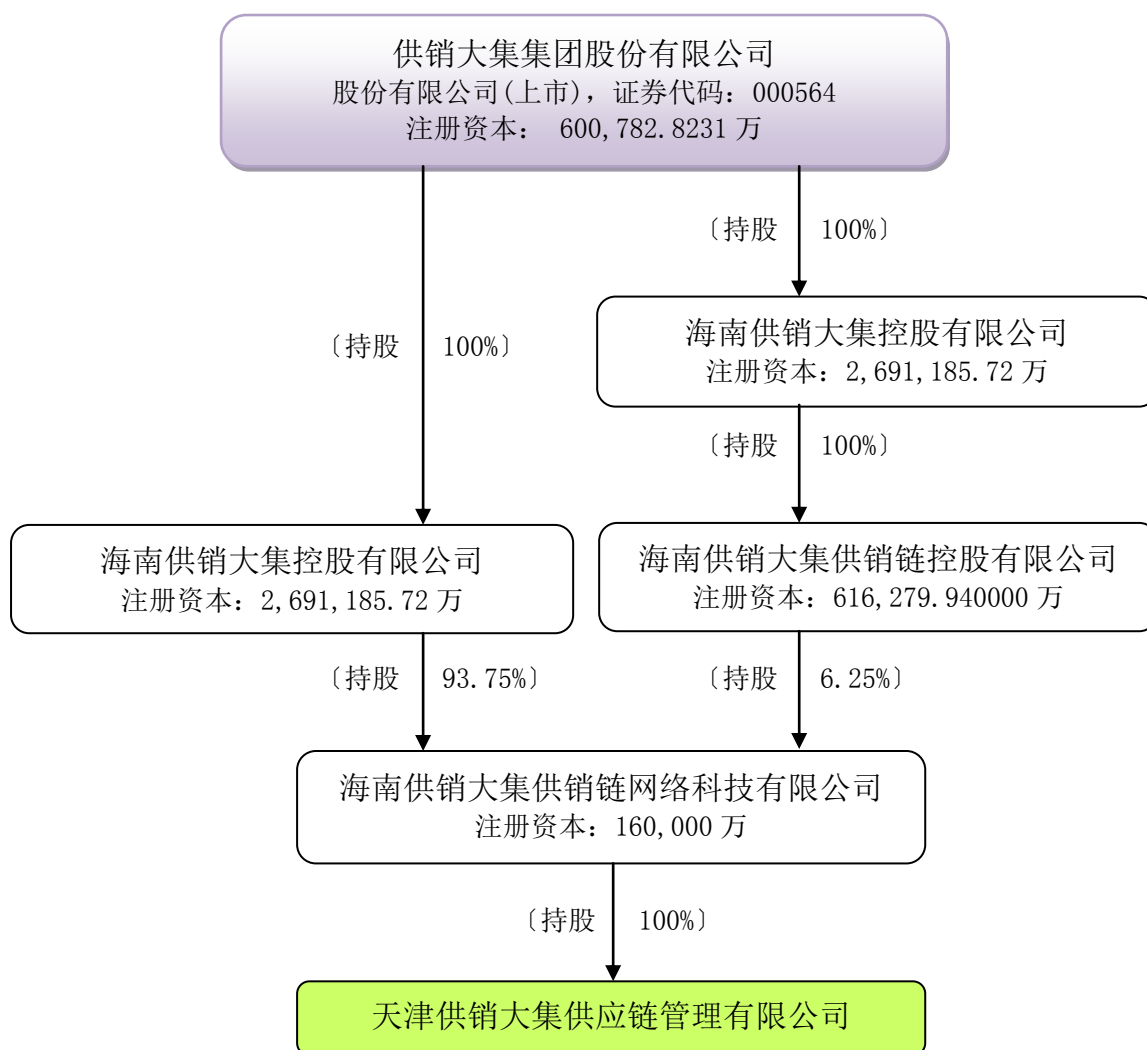 供销大集集团股份有限公司
股份有限公司(上市), 证券代码: 000564
注册资本: 600,782.8231 万
〔持股 100%〕
海南供销大集控股有限公司
注册资本: 2,691,185.72 万
〔持股 100%〕
〔持股 100%〕
海南供销大集控股有限公司
注册资本: 2,691,185.72 万
海南供销大集供销链控股有限公司
注册资本: 616,279.940000 万
〔持股 93.75%〕
〔持股 6.25%〕
海南供销大集供销链网络科技有限公司
注册资本: 160,000 万
〔持股 100%〕
天津供销大集供应链管理有限公司